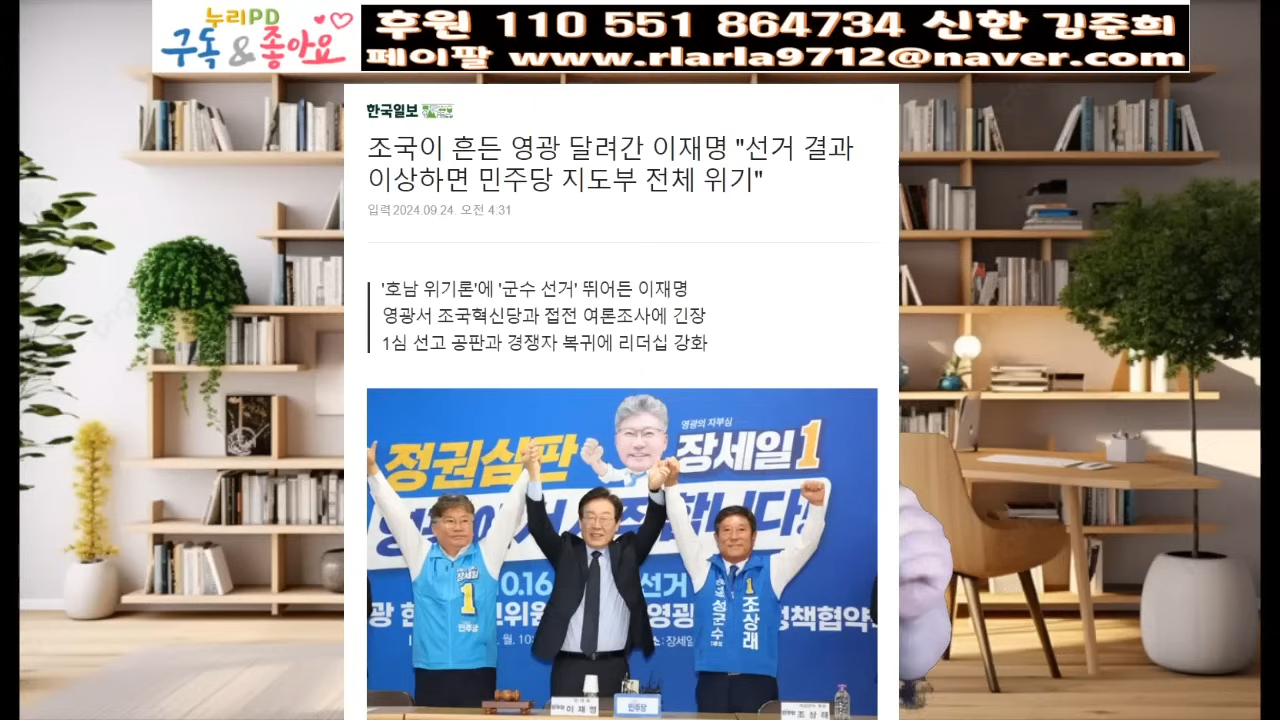 누리PD
구독&좋아요
후원 110 551 864734 신한 김준희
페이팔 www.rlarla9712@naver.com
한국일보
조국이 흔든 영광 달려간 이재명 "선거 결과
이상하면 민주당 지도부 전체 위기"
입력 2024.09.24. 오전 4:31
'호남 위기론'에 '군수 선거' 뛰어든 이재명
영광서 조국혁신당과 접전 여론조사에 긴장
1심 선고 공판과 경쟁자 복귀에 리더십 강화
영광의 자부심
정권심판
장세일1
장세일
1
민주당
0.16
선거
1
조상래
영광
정책협약
이재명
민주당
조상래